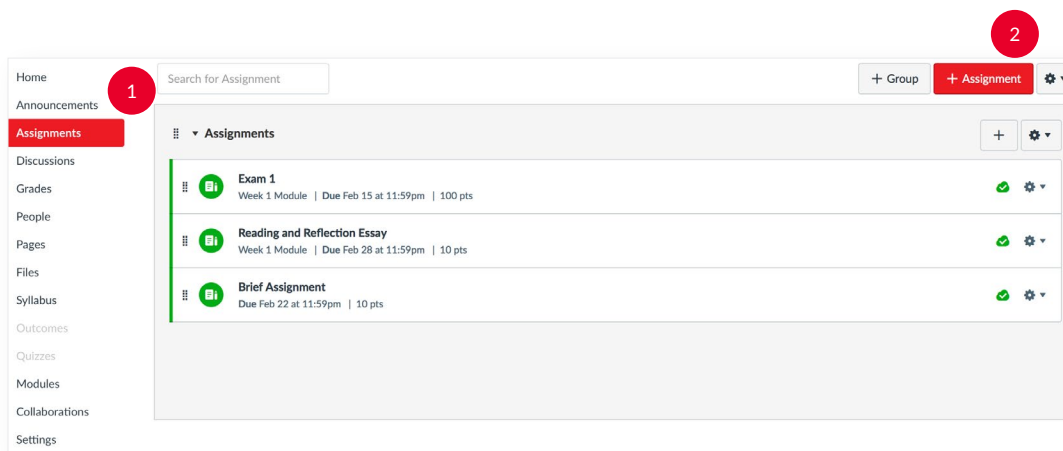 2
1
Home
Announcements
Assignments
Discussions
Grades
People
Pages
Files
Syllabus
Outcomes
Quizzes
Modules
Collaborations
Settings
Search for Assignment
+ Group
+ Assignment
Assignments
+
Exam 1
Week 1 Module | Due Feb 15 at 11:59pm | 100 pts
Reading and Reflection Essay
Week 1 Module | Due Feb 28 at 11:59pm | 10 pts
Brief Assignment
Due Feb 22 at 11:59pm | 10 pts